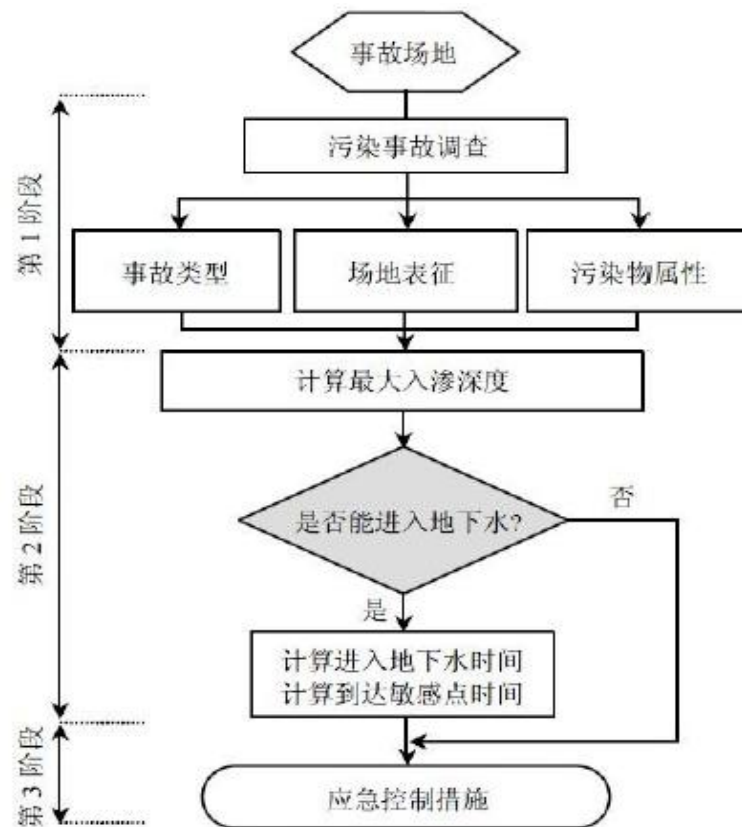 事故场地
污染事故调查
第1阶段
事故类型
场地表征
污染物属性
计算最大入渗深度
第2阶段
是否能进入地下水?
否
是
计算进入地下水时间
计算到达敏感点时间
第3阶段
应急控制措施